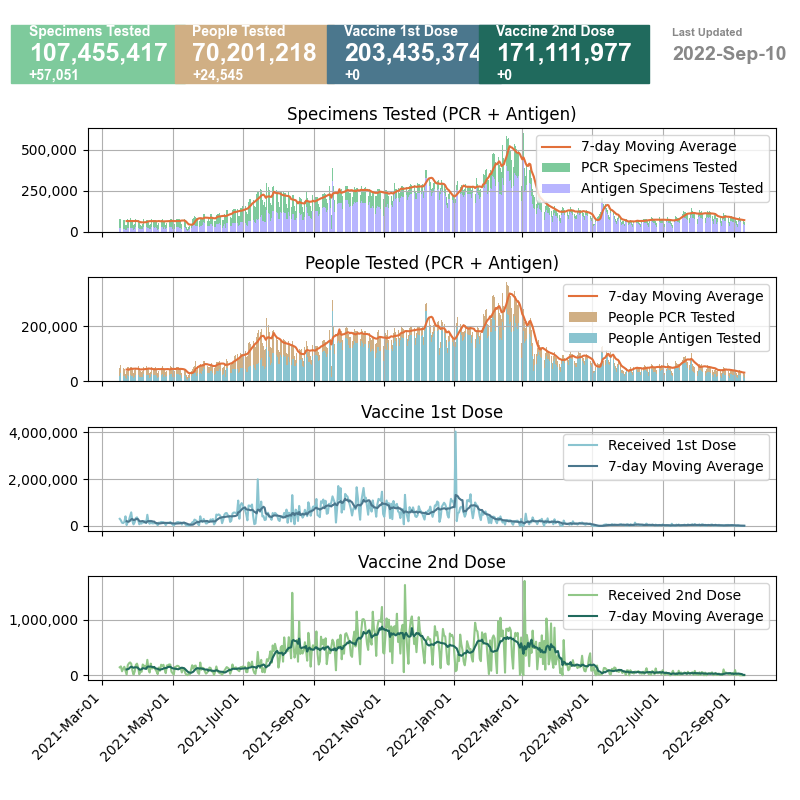 Specimens Tested
107,455,417
+57,051
People Tested
70,201,218
+24,545
Vaccine 1st Dose
203,435,374
+0
Vaccine 2nd Dose
171,111,977
+0
Last Updated
2022-Sep-10
Specimens Tested (PCR + Antigen)
500,000
250,000
0
7-day Moving Average
PCR Specimens Tested
Antigen Specimens Tested
People Tested (PCR + Antigen)
200,000
0
7-day Moving Average
People PCR Tested
People Antigen Tested
Vaccine 1st Dose
4,000,000
2,000,000
0
Received 1st Dose
7-day Moving Average
Vaccine 2nd Dose
1,000,000
0
Received 2nd Dose
7-day Moving Average
2021-Mar-01
2021-May-01
2021-Jul-01
2021-Sep-01
2021-Nov-01
2022-Jan-01
2022-Mar-01
2022-May-01
2022-Jul-01
2022-Sep-01